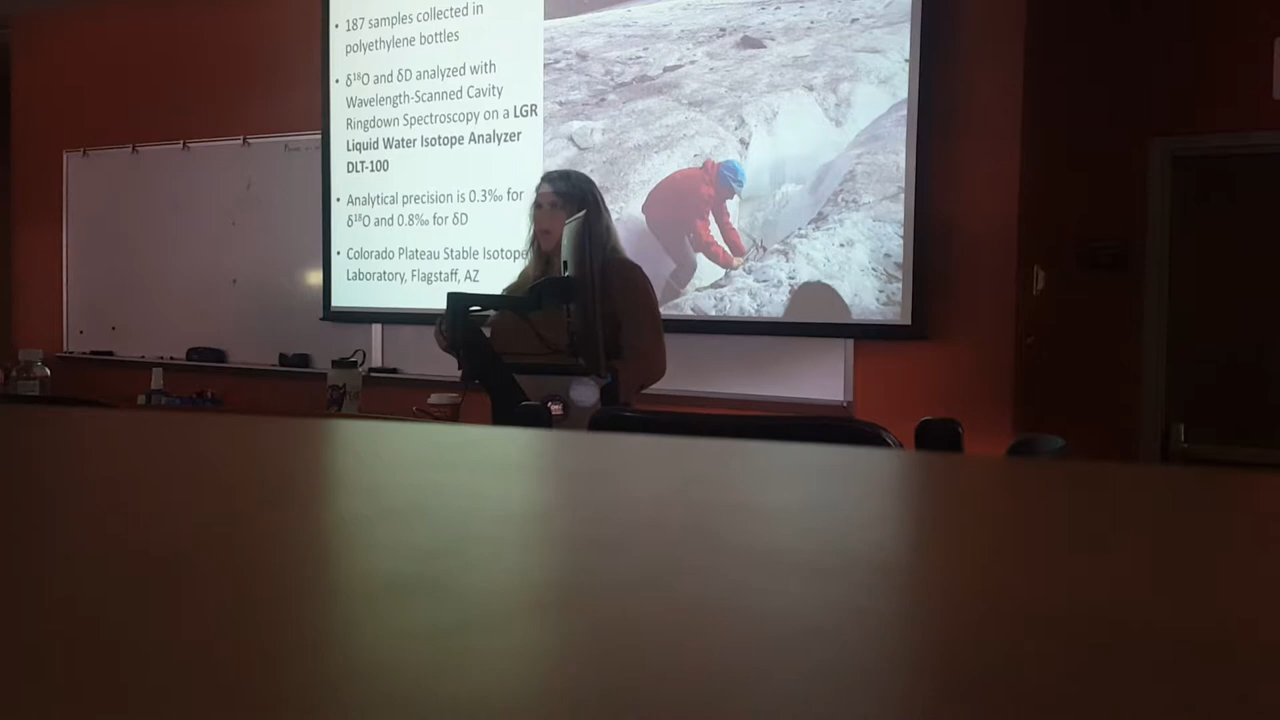 • 187 samples collected in
polyethylene bottles
• δ¹⁸O and δD analyzed with
Wavelength-Scanned Cavity
Ringdown Spectroscopy on a LGR
Liquid Water Isotope Analyzer
DLT-100
• Analytical precision is 0.3‰ for
δ¹⁸O and 0.8‰ for δD
• Colorado Plateau Stable Isotope
Laboratory, Flagstaff, AZ